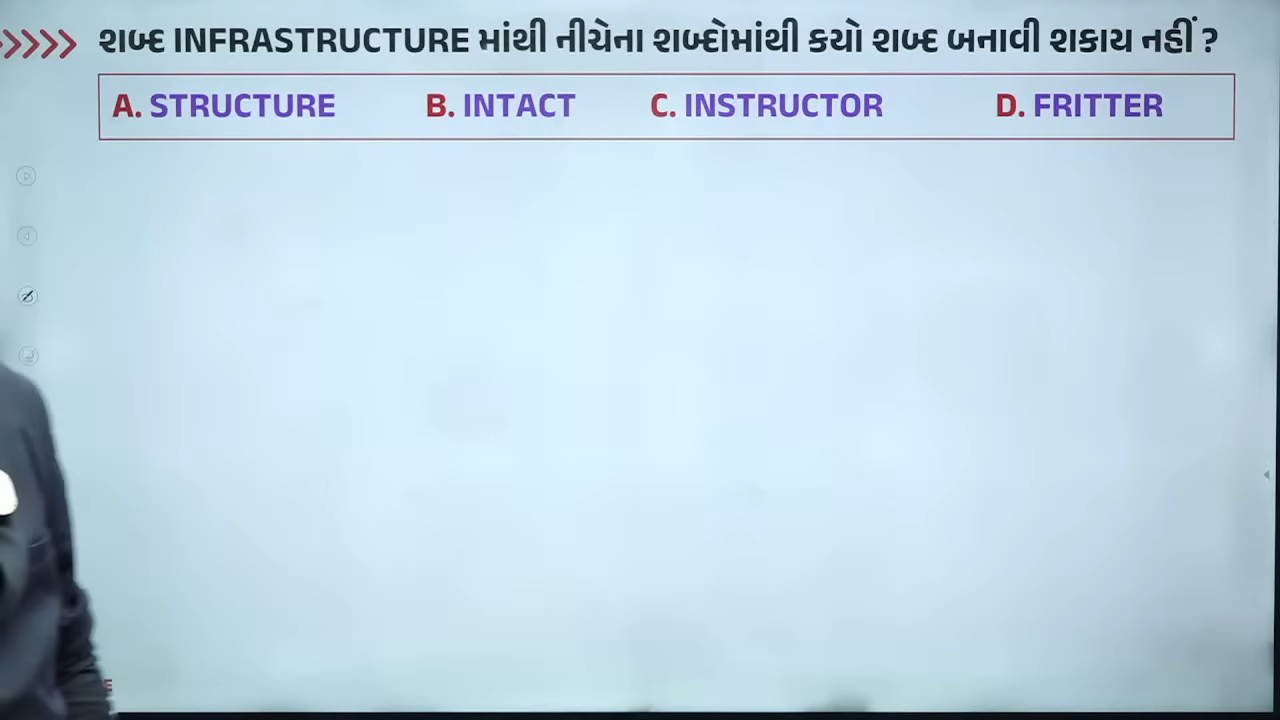 શબ્દ INFRASTRUCTURE માંથી નીચેના શબ્દોમાંથી કયો શબ્દ બનાવી શકાય નહીં ?
A. STRUCTURE B. INTACT C. INSTRUCTOR D. FRITTER